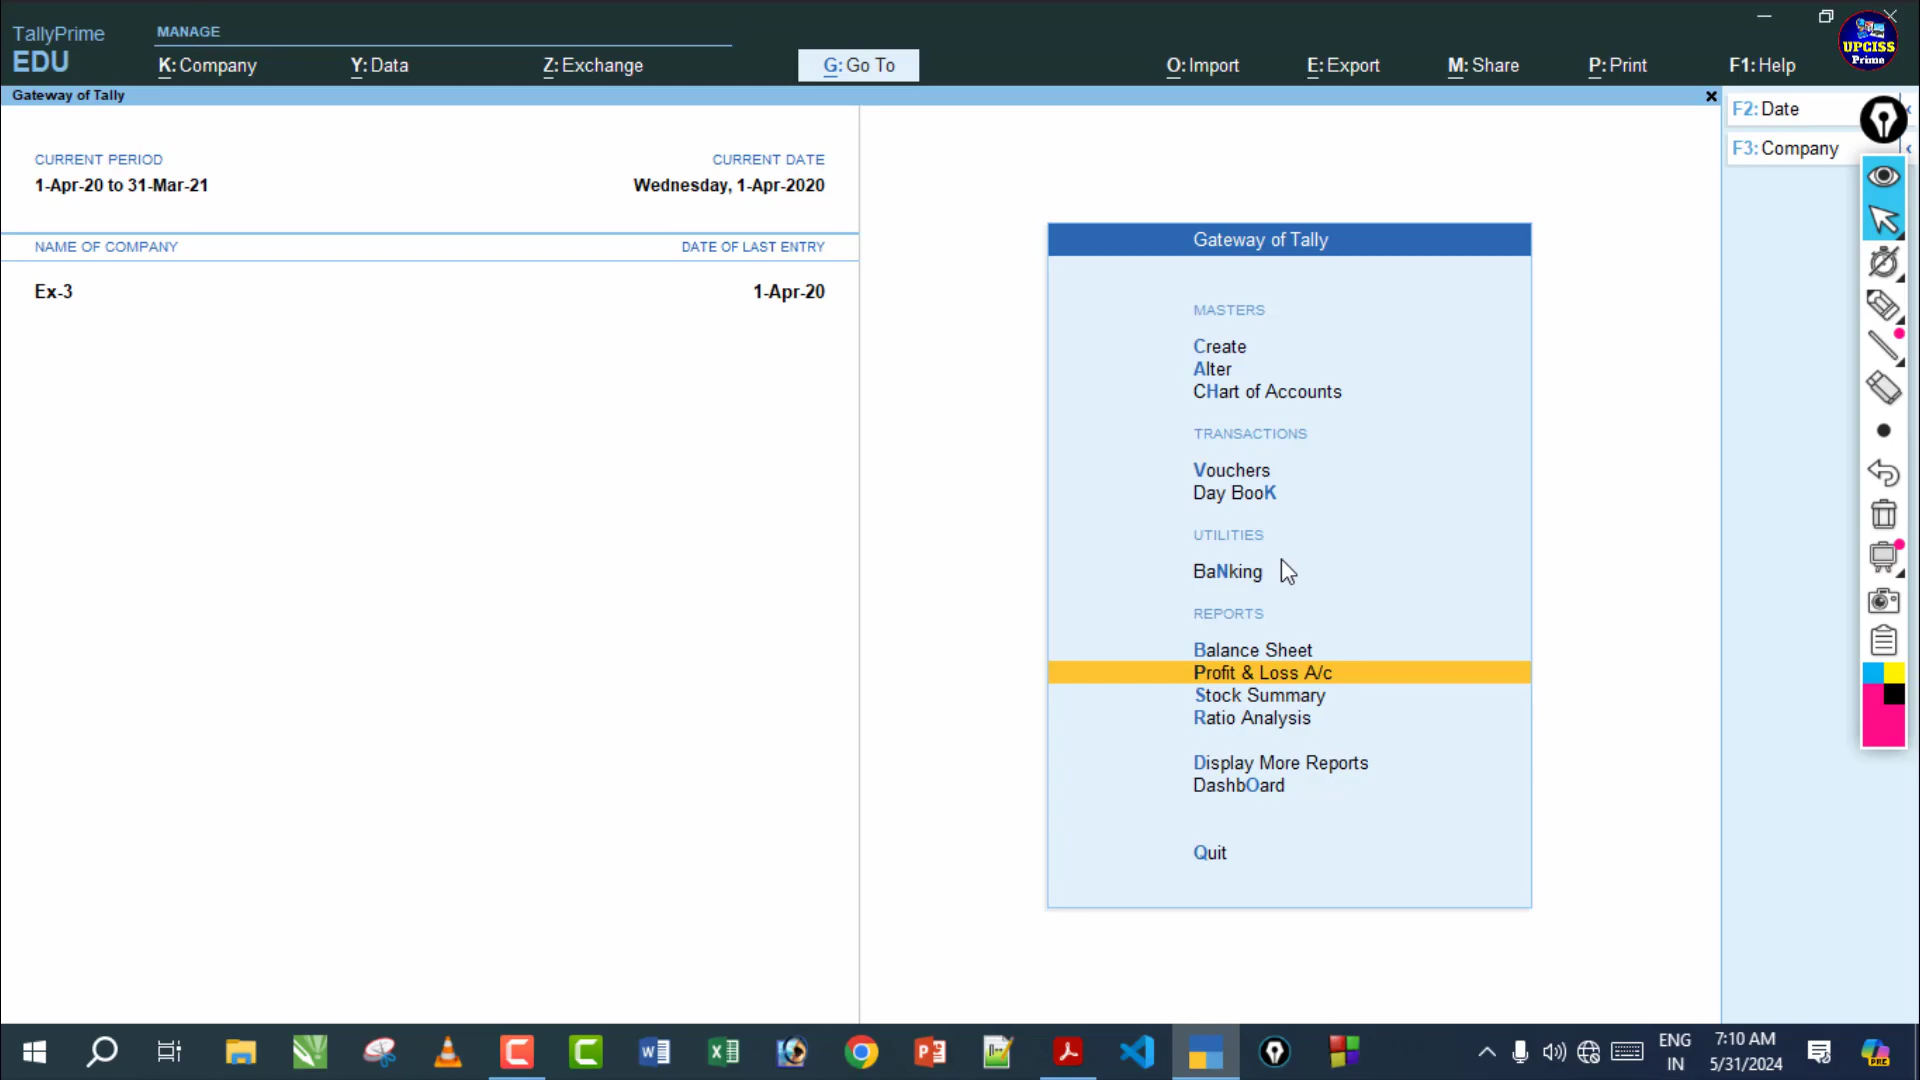 TallyPrime
EDU
MANAGE
K: Company
Y: Data
Z: Exchange
G: Go To
O: Import
E: Export
M: Share
P: Print
F1: Help
UPCISS
Prime
Gateway of Tally
F2: Date
F3: Company
CURRENT PERIOD
CURRENT DATE
1-Apr-20 to 31-Mar-21
Wednesday, 1-Apr-2020
NAME OF COMPANY
DATE OF LAST ENTRY
Ex-3
1-Apr-20
Gateway of Tally
MASTERS
Create
Alter
CHart of Accounts
TRANSACTIONS
Vouchers
Day BooK
UTILITIES
BaNking
REPORTS
Balance Sheet
Profit & Loss A/c
Stock Summary
Ratio Analysis
Display More Reports
DashbOard
Quit
ENG
IN
7:10 AM
5/31/2024
PRE